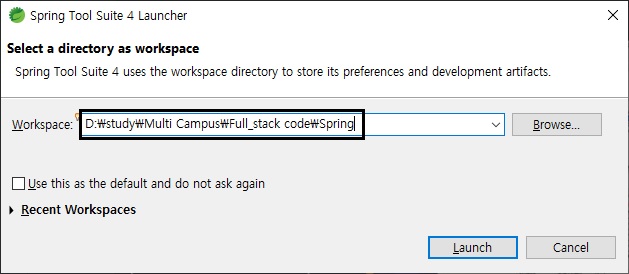 Spring Tool Suite 4 Launcher
Select a directory as workspace
Spring Tool Suite 4 uses the workspace directory to store its preferences and development artifacts.
Workspace: D:₩study₩Multi Campus₩Full_stack code₩Spring Browse...
Use this as the default and do not ask again
Recent Workspaces
Launch Cancel